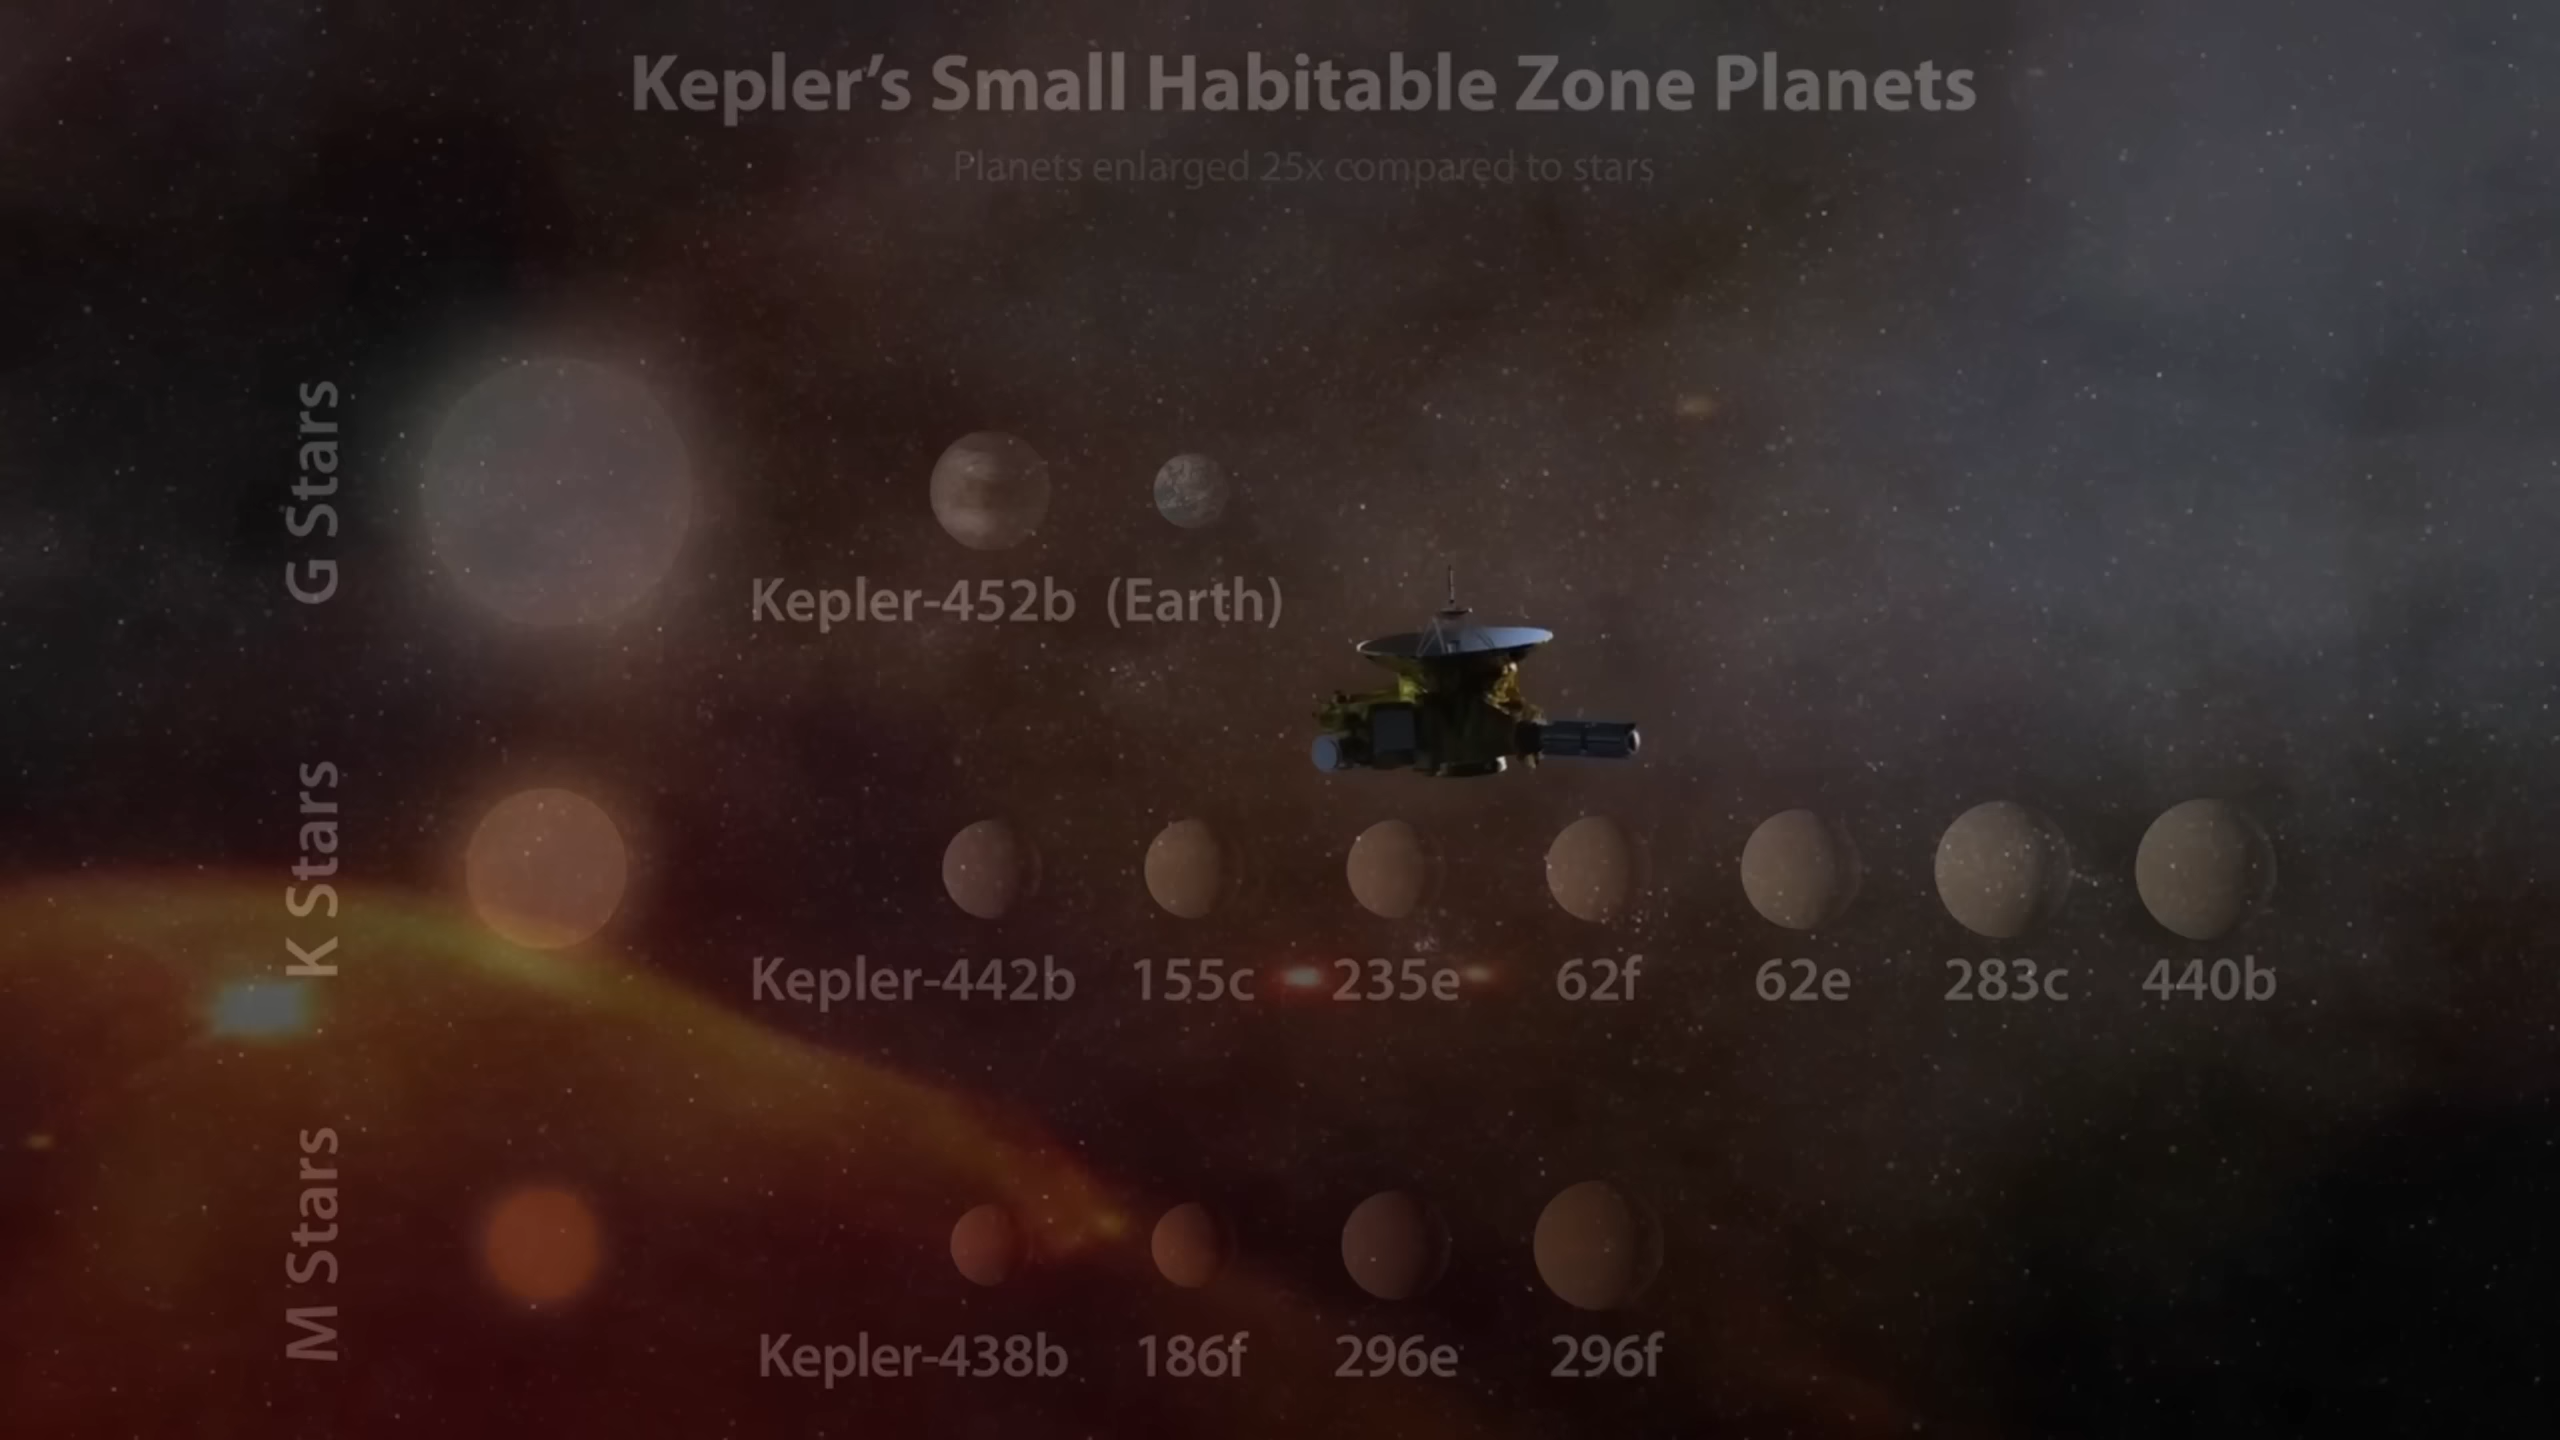 Kepler’s Small Habitable Zone Planets
Planets enlarged 25x compared to stars
G Stars
Kepler-452b (Earth)
K Stars
Kepler-442b 155c 235e 62f 62e 283c 440b
M Stars
Kepler-438b 186f 296e 296f